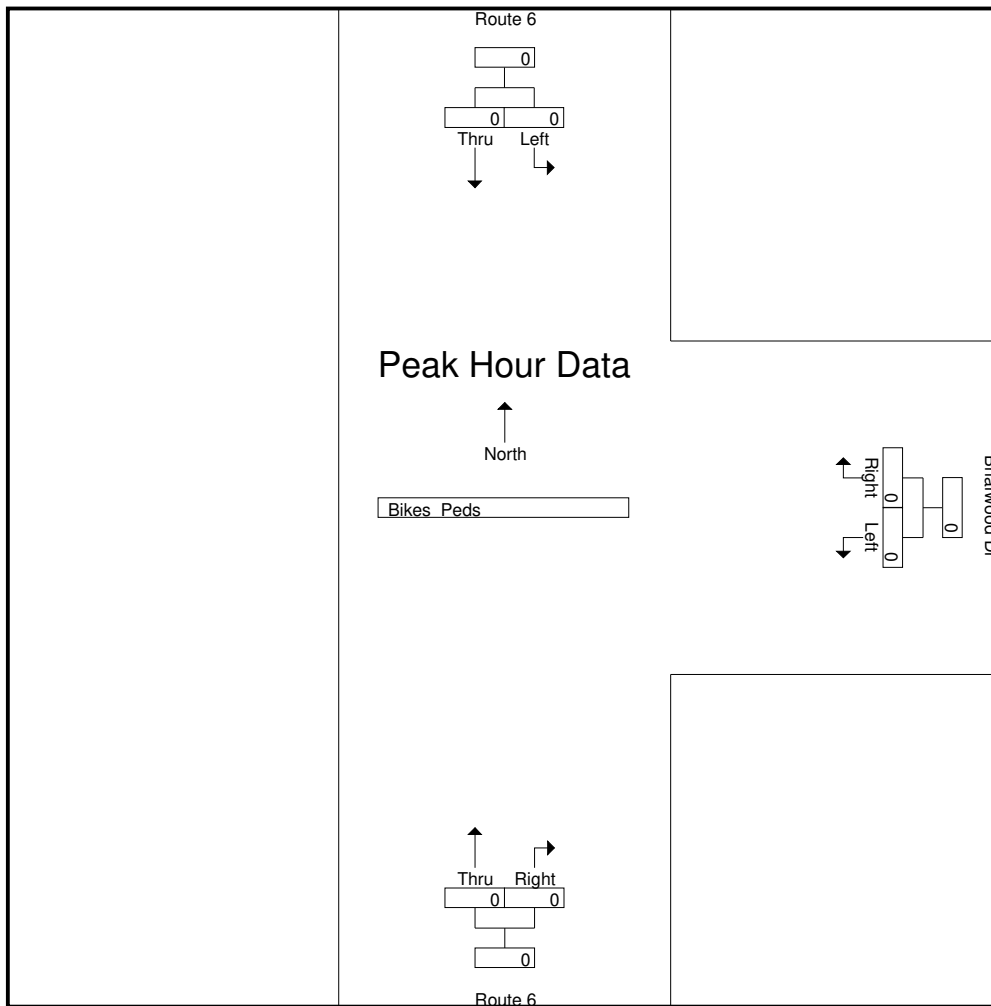 Route 6
0
0 0
Thru Left
Peak Hour Data
North
Bikes Peds
Right
0
Left
0
0
Thru Right
0 0
0
Route 6